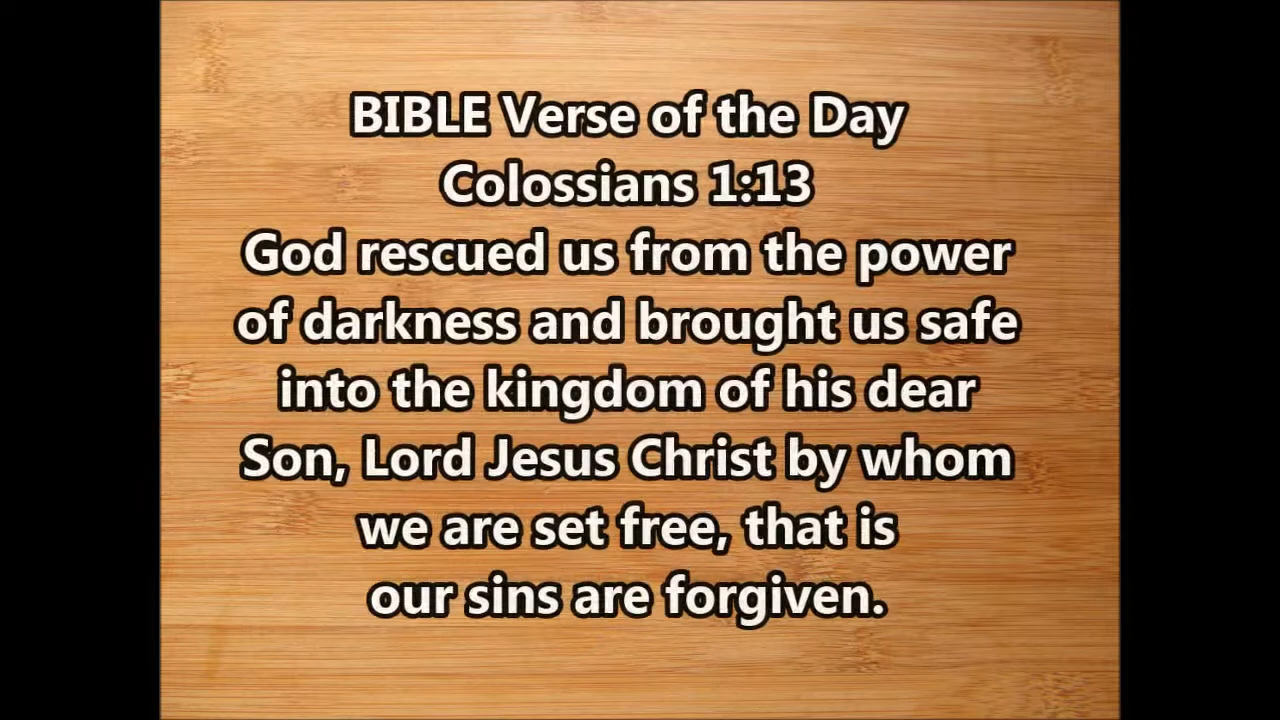 BIBLE Verse of the Day
Colossians 1:13
God rescued us from the power
of darkness and brought us safe
into the kingdom of his dear
Son, Lord Jesus Christ by whom
we are set free, that is
our sins are forgiven.